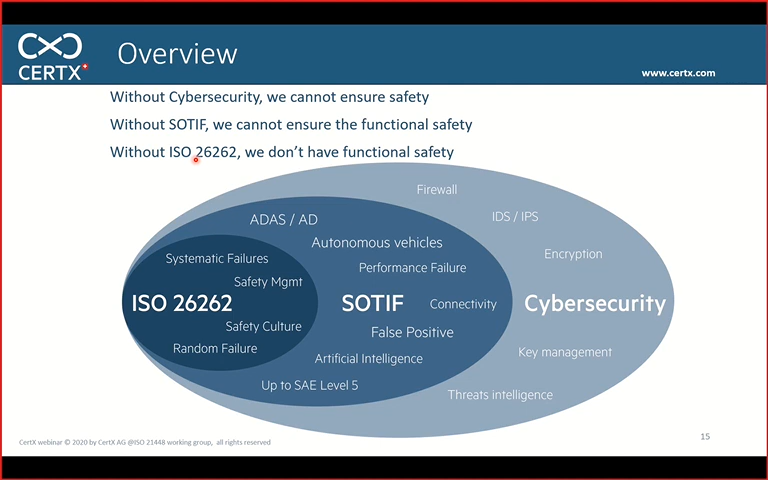 Overview
CERTX
www.certx.com
Without Cybersecurity, we cannot ensure safety
Without SOTIF, we cannot ensure the functional safety
Without ISO 26262, we don't have functional safety
Firewall
ADAS / AD
IDS / IPS
Autonomous vehicles
Systematic Failures
Encryption
Performance Failure
Safety Mgmt
ISO 26262
SOTIF
Connectivity
Cybersecurity
Safety Culture
False Positive
Random Failure
Key management
Artificial Intelligence
Up to SAE Level 5
Threats intelligence
CertX webinar © 2020 by CertX AG @ISO 21448 working group, all rights reserved
15